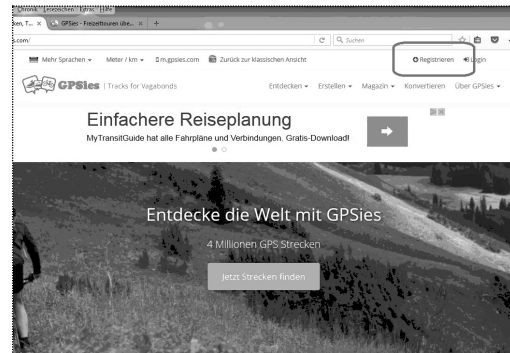 Chronik Lesezeichen Extras Hilfe
ken, T... × GPSies - Freizeittouren übe... × +
s.com/ Suchen
Mehr Sprachen Meter / km m.gpsies.com Zurück zur klassischen Ansicht Registrieren Login
GPSies | Tracks for Vagabonds Entdecken Erstellen Magazin Konvertieren Über GPSies
Einfachere Reiseplanung
MyTransitGuide hat alle Fahrpläne und Verbindungen. Gratis-Download!
Entdecke die Welt mit GPSies
4 Millionen GPS Strecken
Jetzt Strecken finden